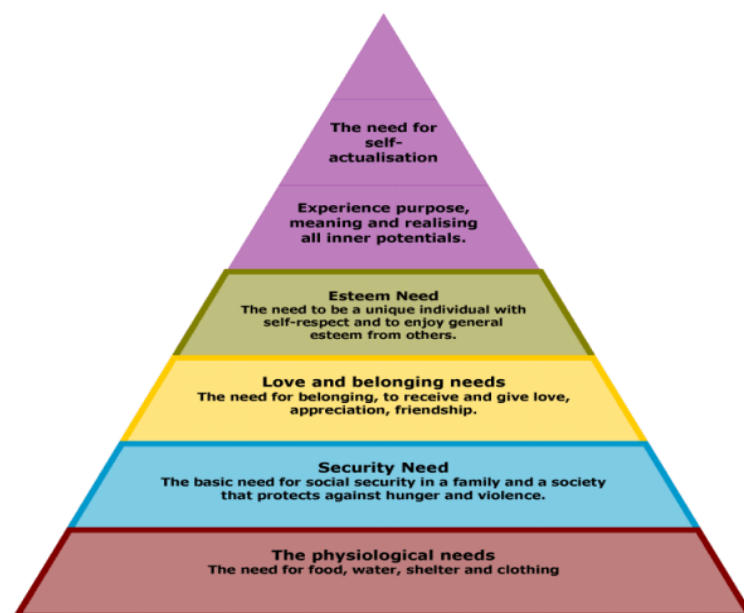 The need for
self-
actualisation
Experience purpose,
meaning and realising
all inner potentials.
Esteem Need
The need to be a unique individual with
self-respect and to enjoy general
esteem from others.
Love and belonging needs
The need for belonging, to receive and give love,
appreciation, friendship.
Security Need
The basic need for social security in a family and a society
that protects against hunger and violence.
The physiological needs
The need for food, water, shelter and clothing